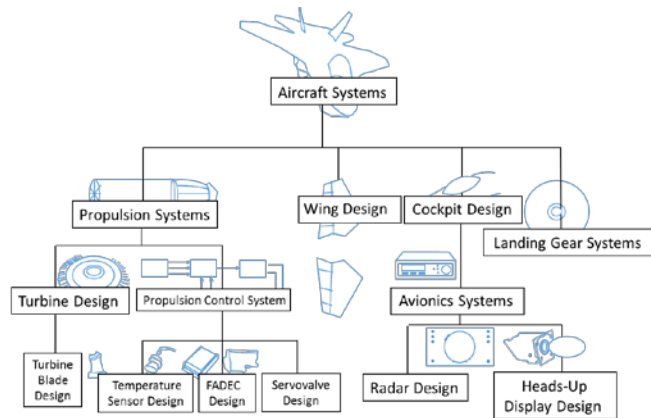 Aircraft Systems
Propulsion Systems
Wing Design
Cockpit Design
Landing Gear Systems
Turbine Design
Propulsion Control System
Avionics Systems
Turbine
Blade
Design
Temperature
Sensor Design
FADEC
Design
Servovalve
Design
Radar Design
Heads-Up
Display Design